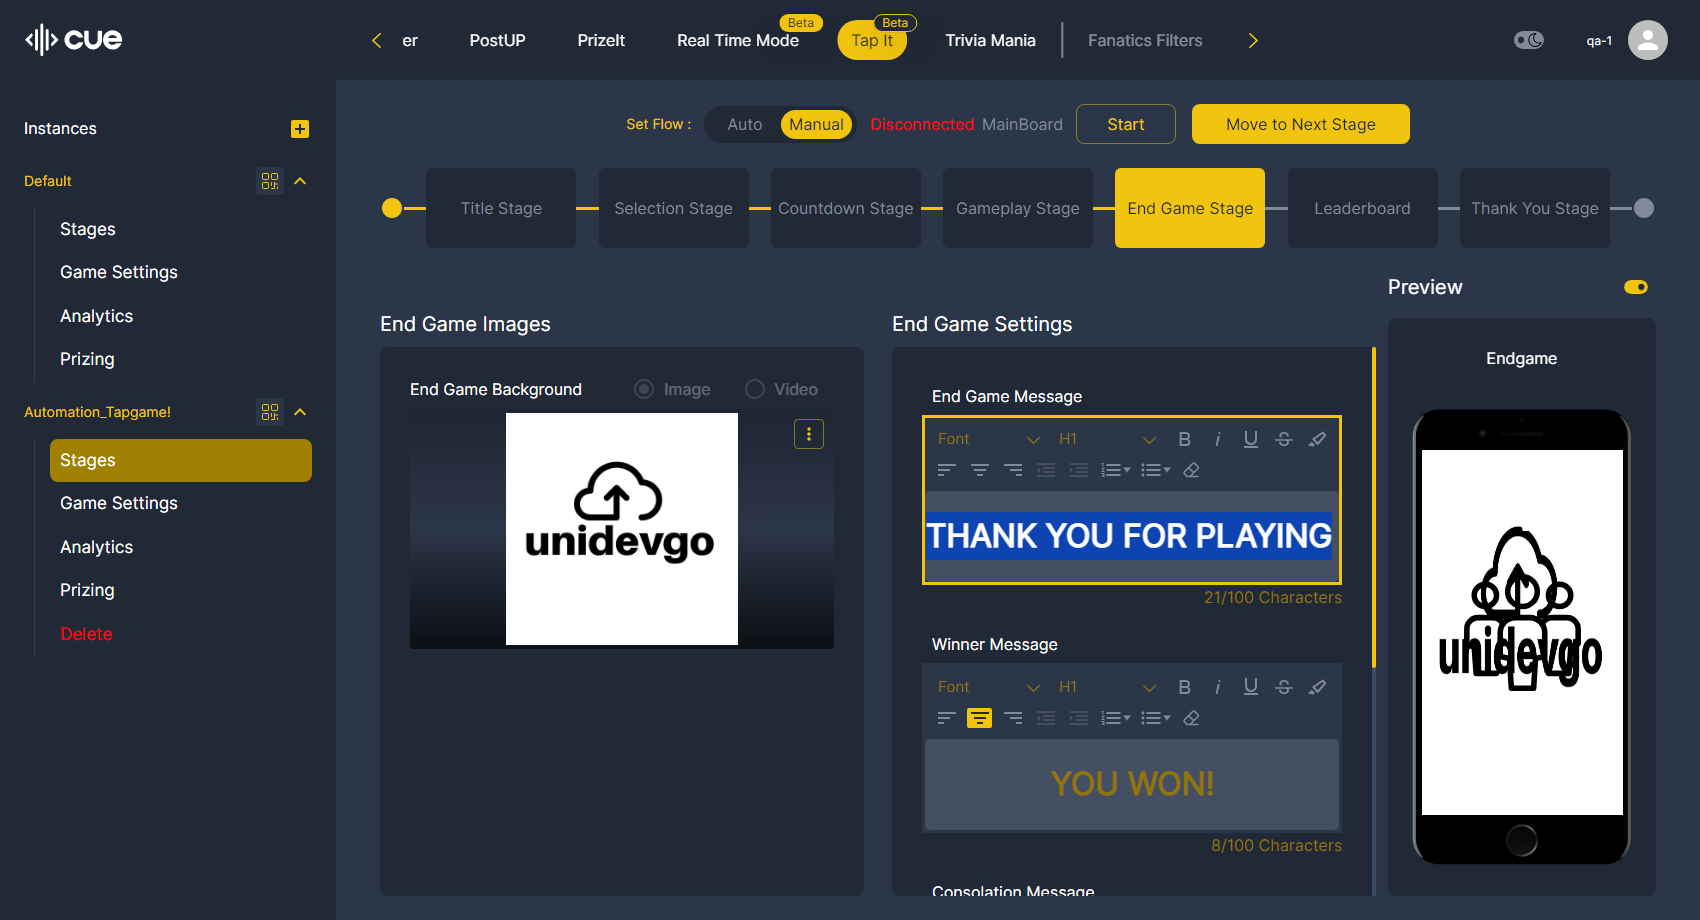 cue
er
PostUP
PrizeIt
Real Time Mode
Beta
Tap It
Beta
Trivia Mania
Fanatics Filters
qa-1
Instances
Default
Stages
Game Settings
Analytics
Prizing
Automation_Tapgame!
Stages
Game Settings
Analytics
Prizing
Delete
Set Flow :
Auto
Manual
Disconnected MainBoard
Start
Move to Next Stage
Title Stage
Selection Stage
Countdown Stage
Gameplay Stage
End Game Stage
Leaderboard
Thank You Stage
End Game Images
End Game Background
Image
Video
unidevgo
End Game Settings
End Game Message
Font
H1
B
i
U
S
THANK YOU FOR PLAYING
21/100 Characters
Winner Message
Font
H1
B
i
U
S
YOU WON!
8/100 Characters
Consolation Message
Preview
Endgame
unidevgo